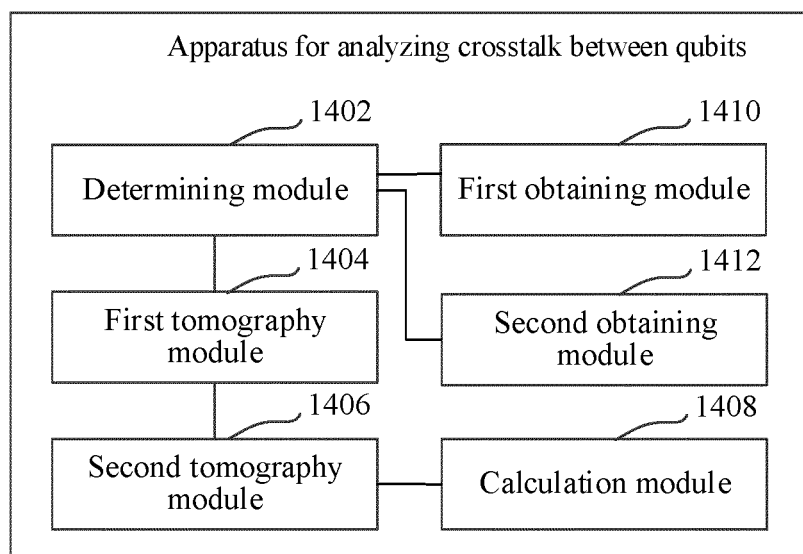 Apparatus for analyzing crosstalk between qubits
1402
Determining module
1410
First obtaining module
1404
First tomography
module
1412
Second obtaining
module
1406
Second tomography
module
1408
Calculation module